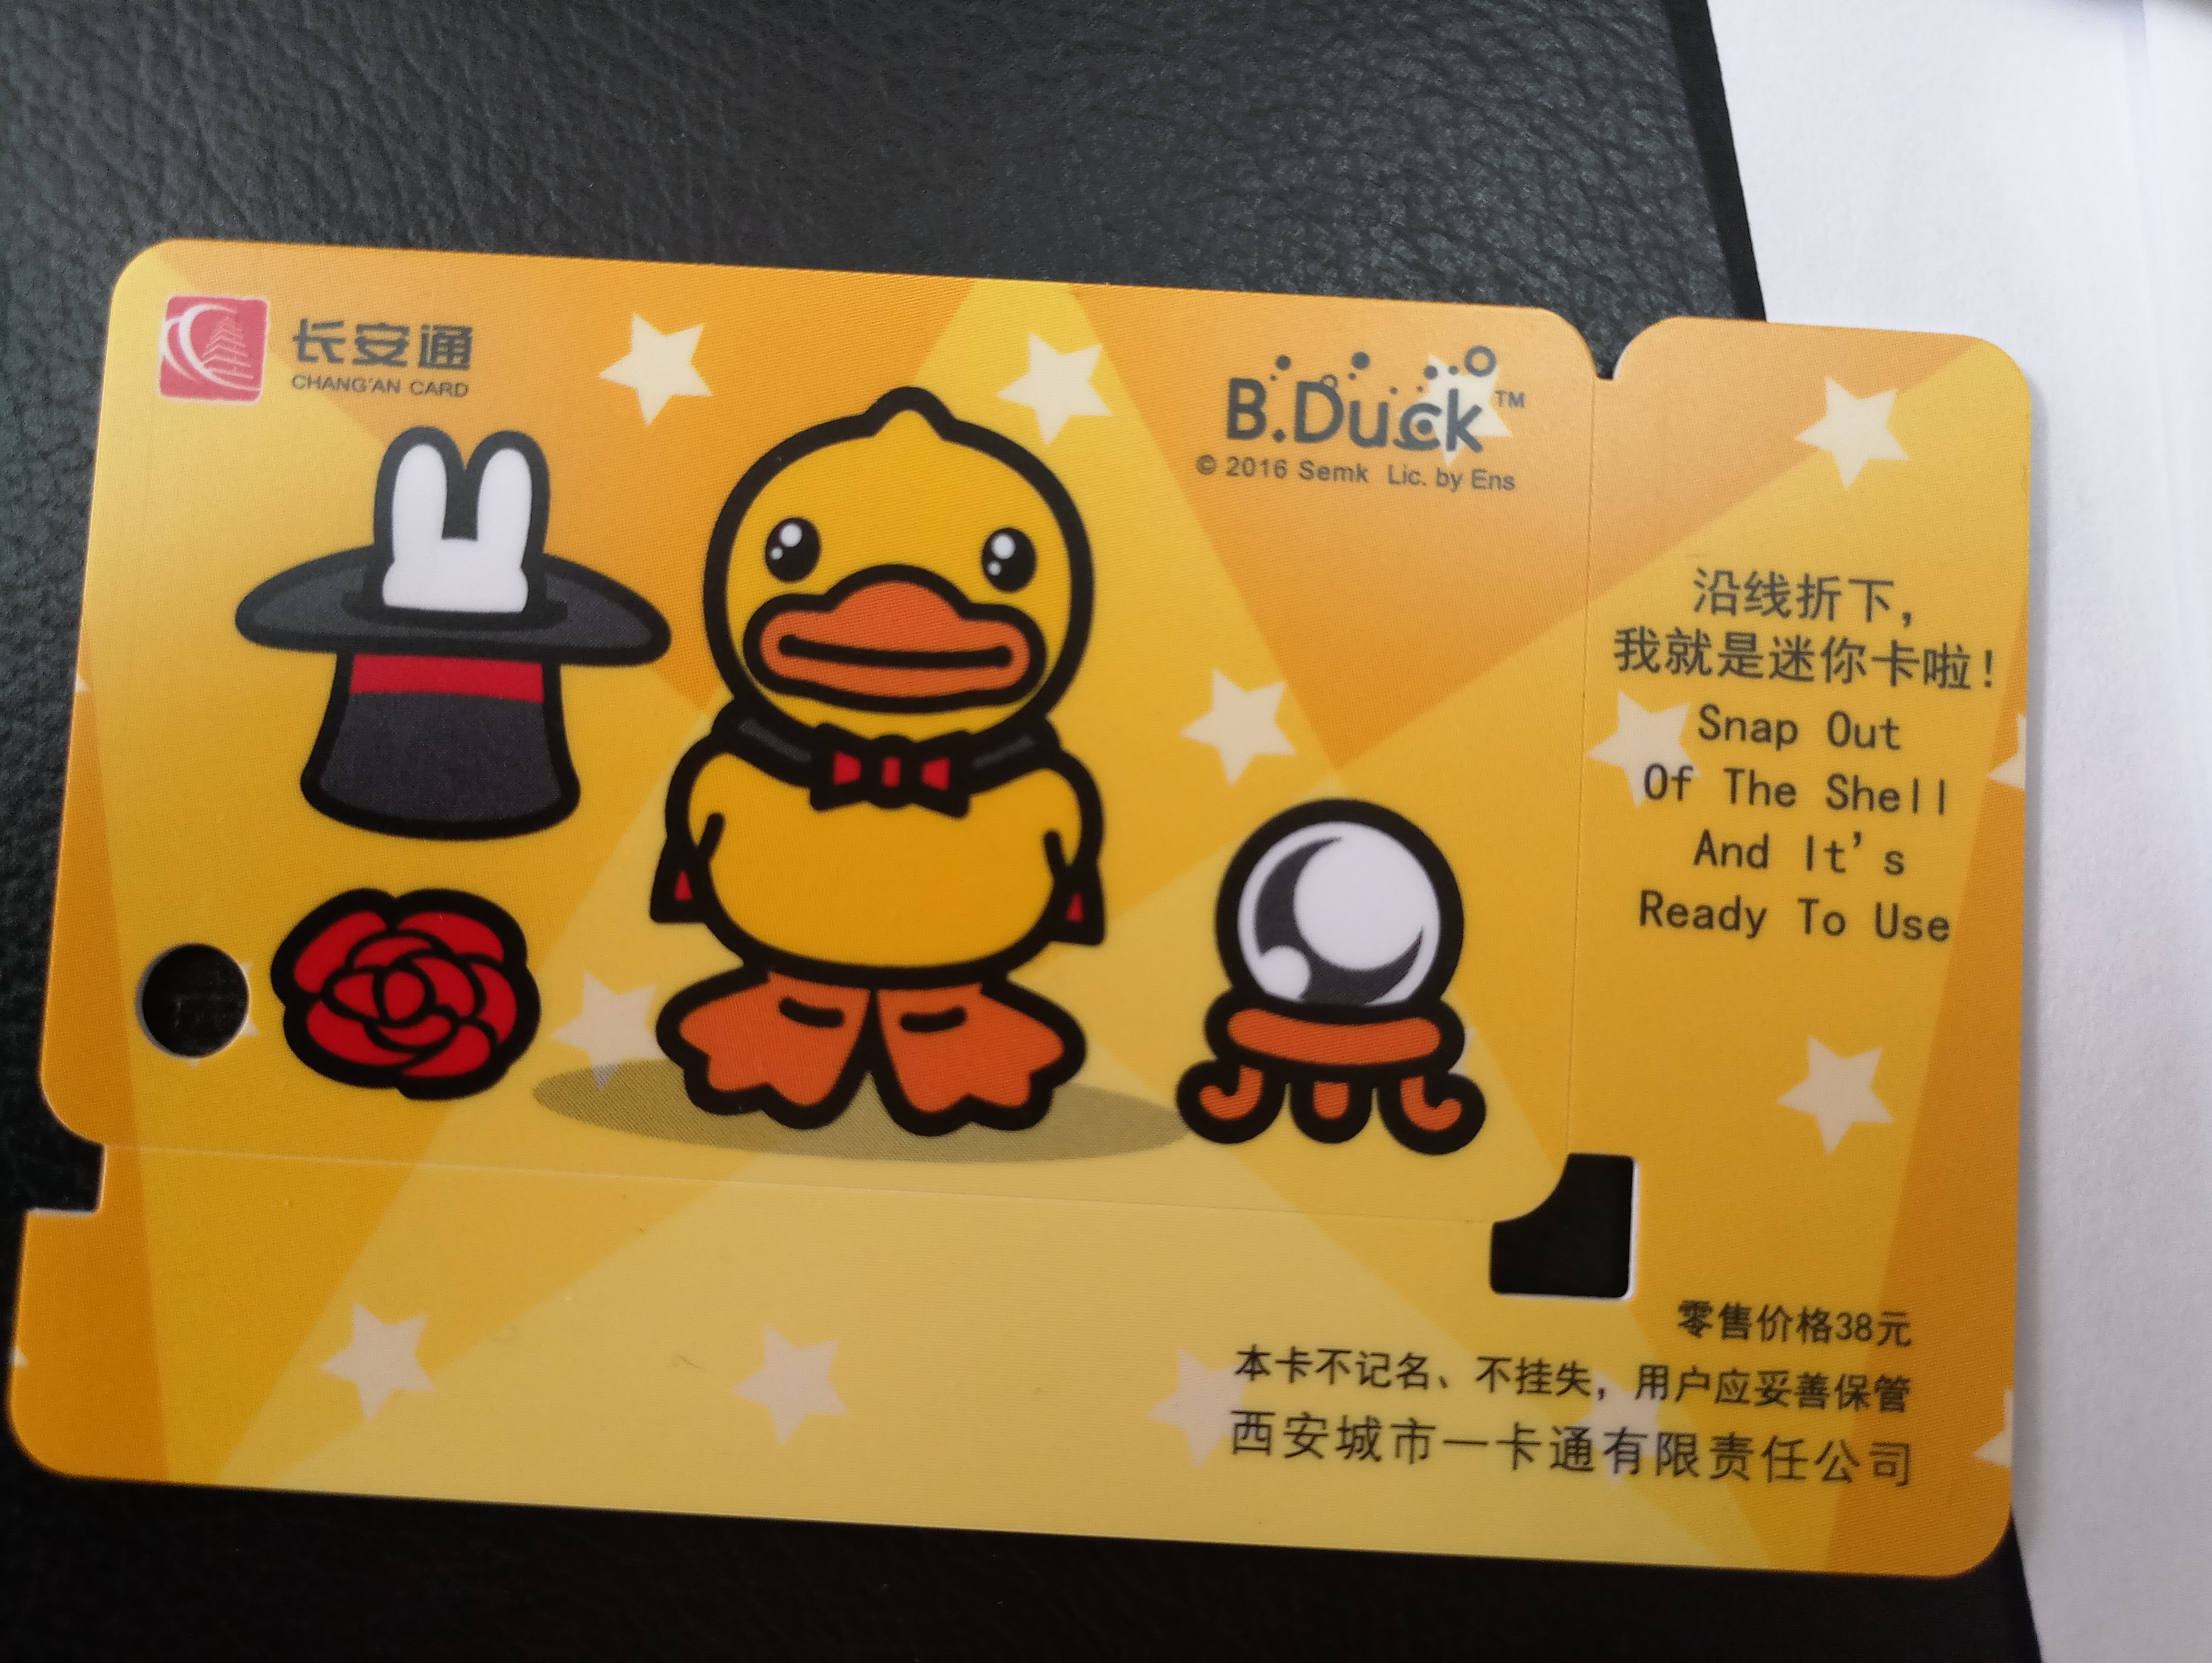 长安通
CHANG'AN CARD
B.Duck™
© 2016 Semk Lic. by Ens
沿线折下，
我就是迷你卡啦！
Snap Out
Of The Shell
And It's
Ready To Use
零售价格38元
本卡不记名、不挂失，用户应妥善保管
西安城市一卡通有限责任公司